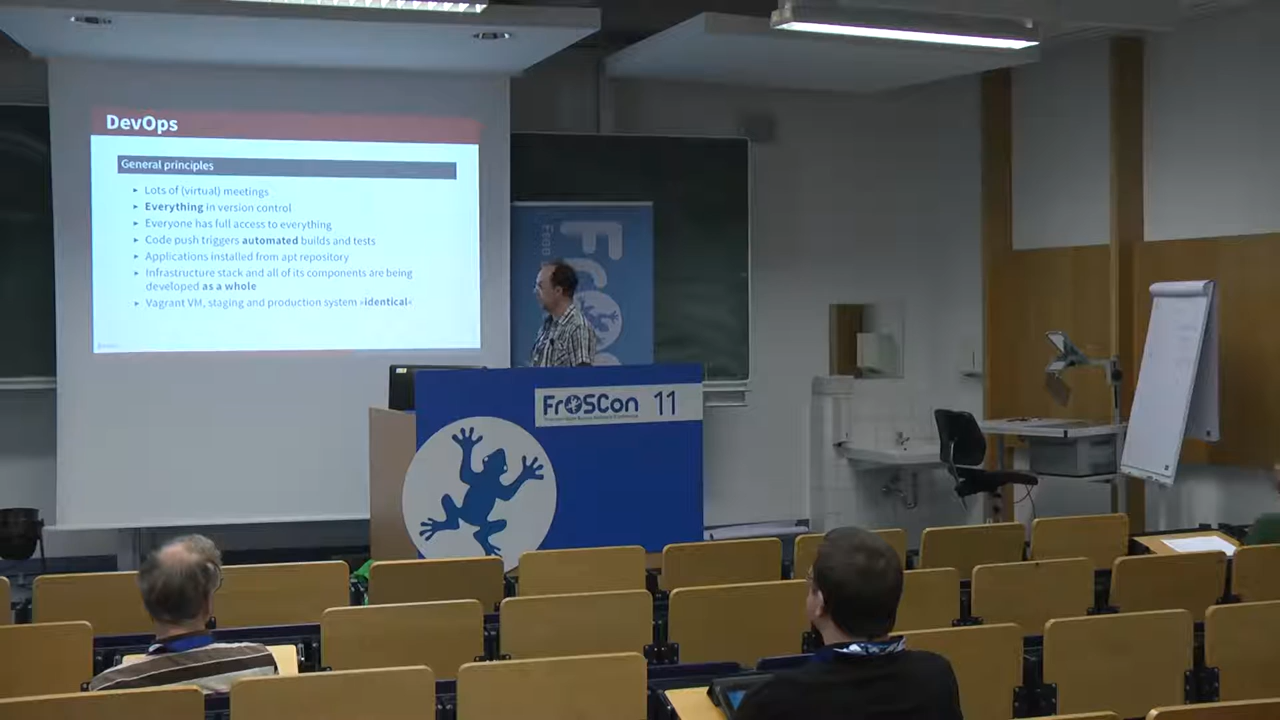 DevOps
General principles
▸ Lots of (virtual) meetings
▸ Everything in version control
▸ Everyone has full access to everything
▸ Code push triggers automated builds and tests
▸ Applications installed from apt repository
▸ Infrastructure stack and all of its components are being
developed as a whole
▸ Vagrant VM, staging and production system »identical«
FrOSCon 11